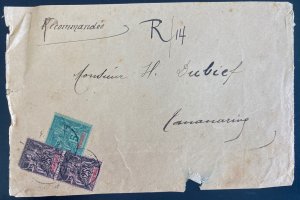 Recommandée
R/14
Monsieur H. Dubief
Tananarive